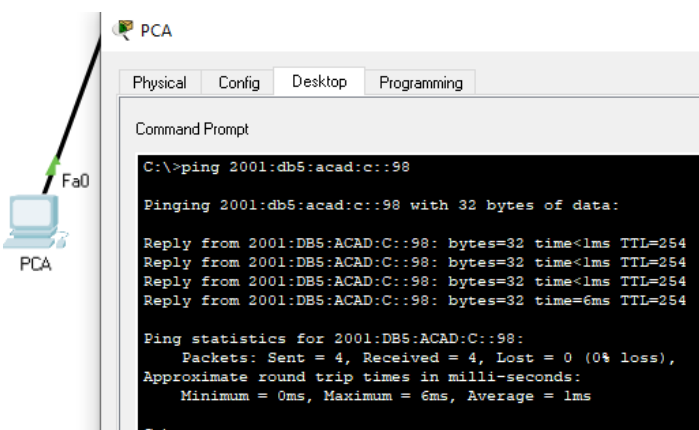 PCA
Physical Config Desktop Programming
Command Prompt
C:\>ping 2001:db5:acad:c::98
Pinging 2001:db5:acad:c::98 with 32 bytes of data:
Reply from 2001:DB5:ACAD:C::98: bytes=32 time<1ms TTL=254
Reply from 2001:DB5:ACAD:C::98: bytes=32 time<1ms TTL=254
Reply from 2001:DB5:ACAD:C::98: bytes=32 time<1ms TTL=254
Reply from 2001:DB5:ACAD:C::98: bytes=32 time=6ms TTL=254
Ping statistics for 2001:DB5:ACAD:C::98:
Packets: Sent = 4, Received = 4, Lost = 0 (0% loss),
Approximate round trip times in milli-seconds:
Minimum = 0ms, Maximum = 6ms, Average = 1ms
Fa0
PCA